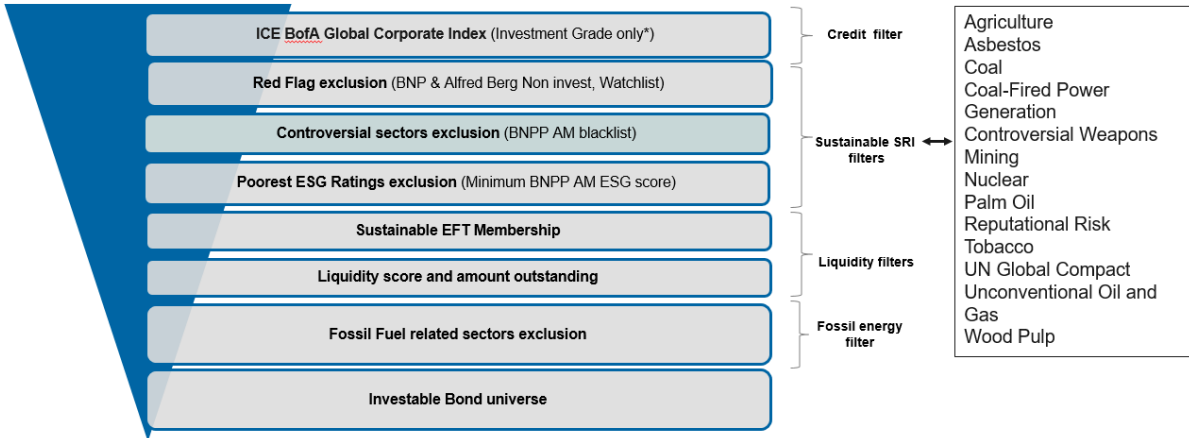 ICE BofA Global Corporate Index (Investment Grade only*)
Credit filter
Red Flag exclusion (BNP & Alfred Berg Non invest, Watchlist)
Controversial sectors exclusion (BNPP AM blacklist)
Poorest ESG Ratings exclusion (Minimum BNPP AM ESG score)
Sustainable SRI
filters
Sustainable EFT Membership
Liquidity score and amount outstanding
Liquidity filters
Fossil Fuel related sectors exclusion
Fossil energy
filter
Investable Bond universe
Agriculture
Asbestos
Coal
Coal-Fired Power
Generation
Controversial Weapons
Mining
Nuclear
Palm Oil
Reputational Risk
Tobacco
UN Global Compact
Unconventional Oil and
Gas
Wood Pulp